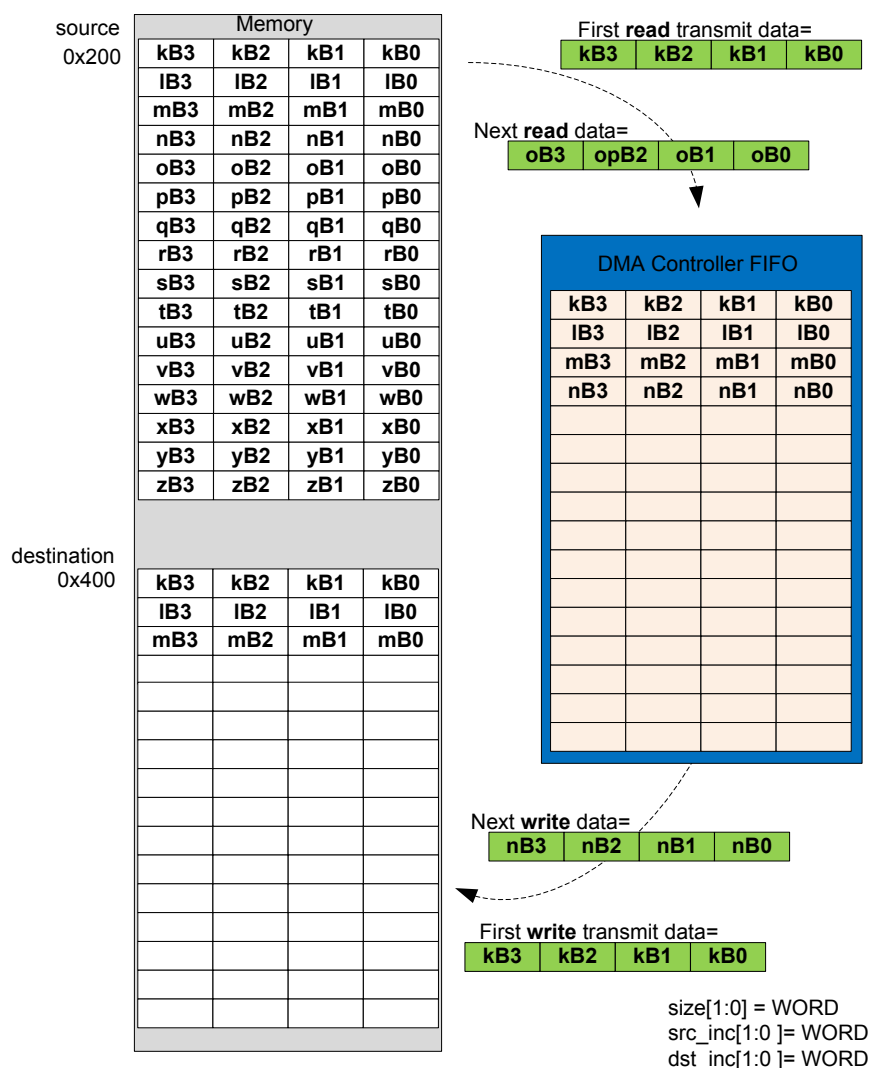 Memory
source
0x200
kB3 kB2 kB1 kB0
lB3 lB2 lB1 lB0
mB3 mB2 mB1 mB0
nB3 nB2 nB1 nB0
oB3 oB2 oB1 oB0
pB3 pB2 pB1 pB0
qB3 qB2 qB1 qB0
rB3 rB2 rB1 rB0
sB3 sB2 sB1 sB0
tB3 tB2 tB1 tB0
uB3 uB2 uB1 uB0
vB3 vB2 vB1 vB0
wB3 wB2 wB1 wB0
xB3 xB2 xB1 xB0
yB3 yB2 yB1 yB0
zB3 zB2 zB1 zB0
destination
0x400
kB3 kB2 kB1 kB0
lB3 lB2 lB1 lB0
mB3 mB2 mB1 mB0
First read transmit data=
kB3 kB2 kB1 kB0
Next read data=
oB3 opB2 oB1 oB0
DMA Controller FIFO
kB3 kB2 kB1 kB0
lB3 lB2 lB1 lB0
mB3 mB2 mB1 mB0
nB3 nB2 nB1 nB0
Next write data=
nB3 nB2 nB1 nB0
First write transmit data=
kB3 kB2 kB1 kB0
size[1:0] = WORD
src_inc[1:0 ]= WORD
dst_inc[1:0 ]= WORD